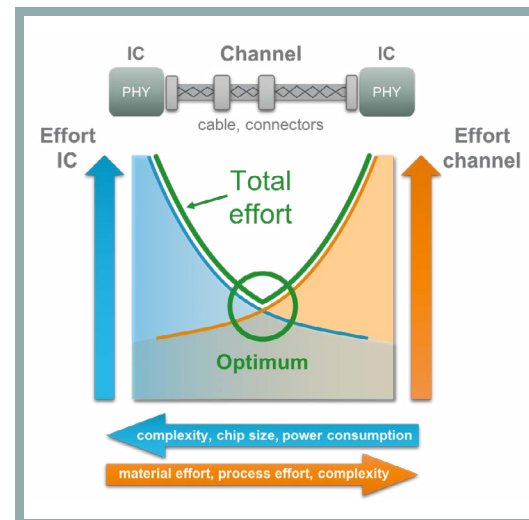 IC
Channel
IC
PHY
PHY
cable, connectors
Effort
IC
Effort
channel
Total
effort
Optimum
complexity, chip size, power consumption
material effort, process effort, complexity